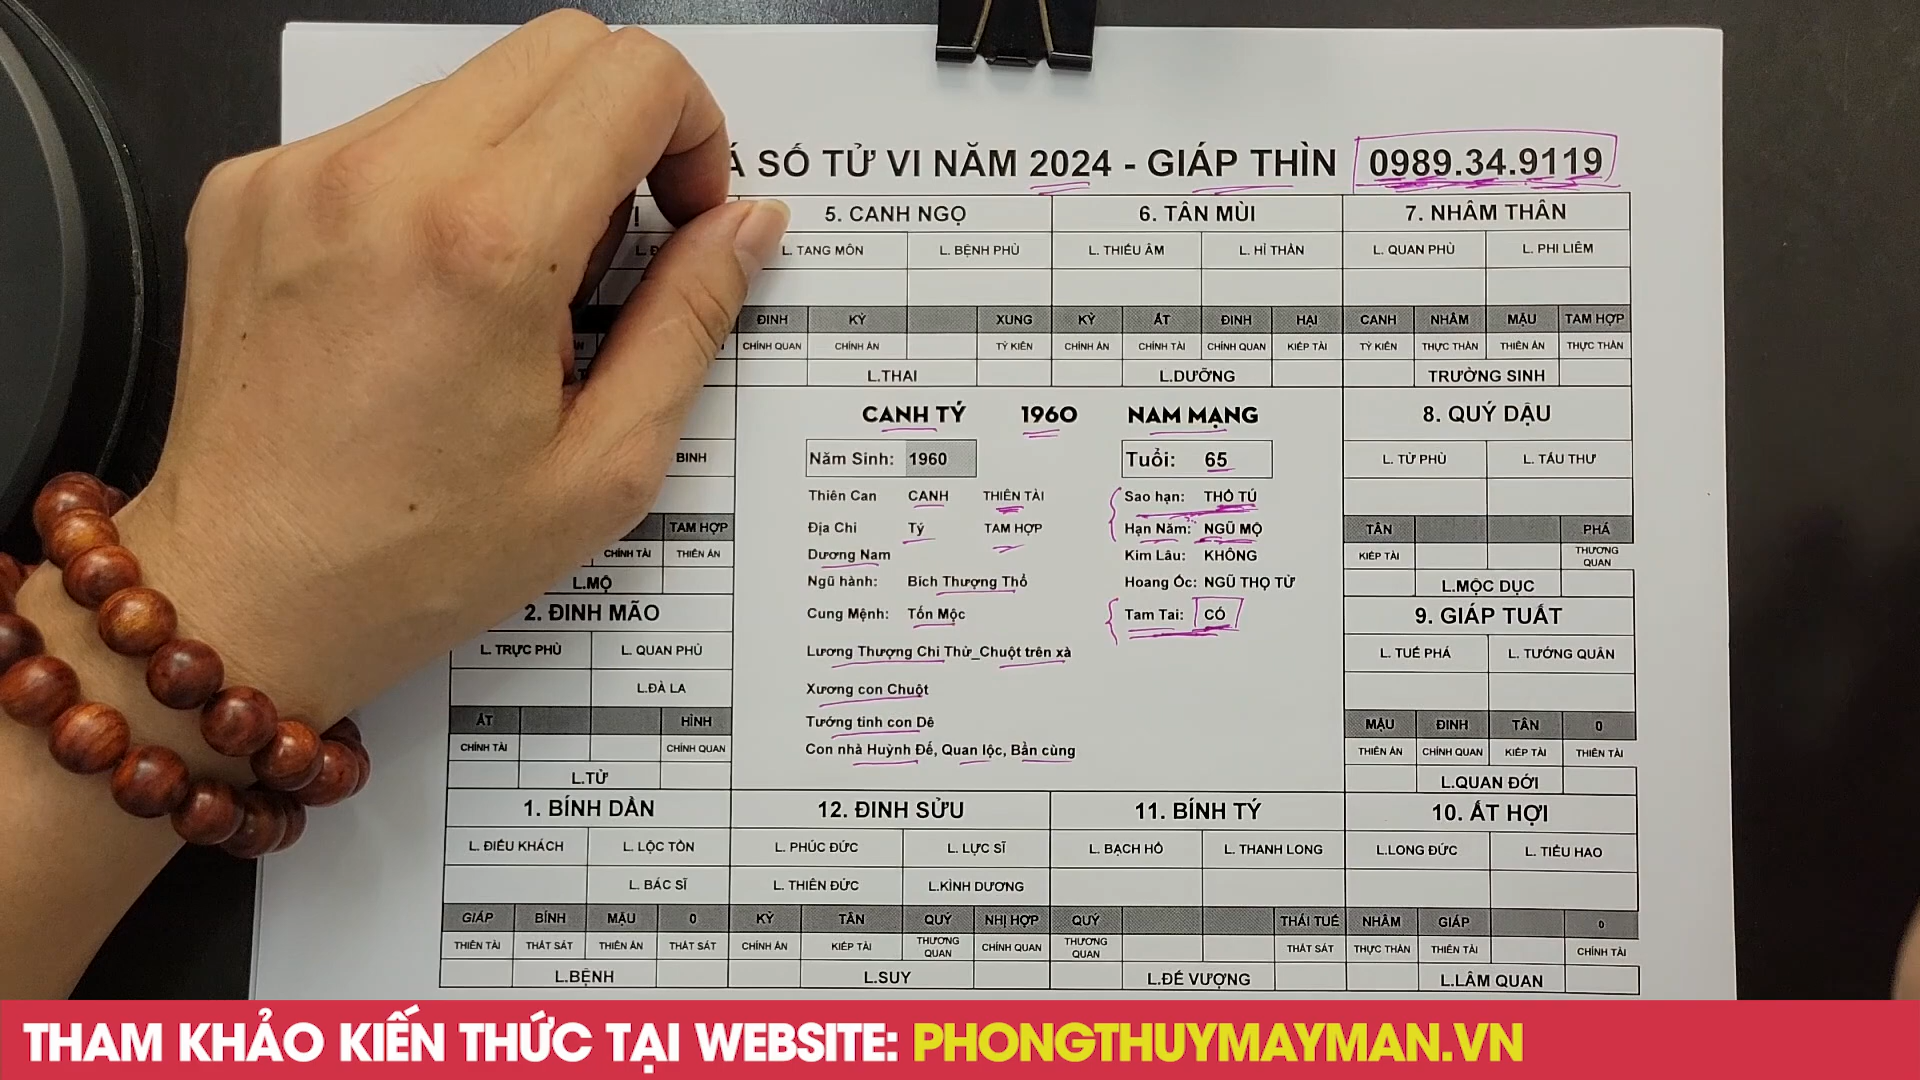 SỐ TỬ VI NĂM 2024 - GIÁP THÌN 0989.34.9119
5. CANH NGỌ 6. TÂN MÙI 7. NHÂM THÂN
L. TANG MÔN L. BỆNH PHÙ L. THIẾU ÂM L. HỈ THẦN L. QUAN PHÙ L. PHI LIÊM
ĐINH KỶ XUNG KỶ ẤT ĐINH HẠI CANH NHÂM MẬU TAM HỢP
CHÍNH QUAN CHÍNH ẤN TỶ KIÊN CHÍNH ẤN CHÍNH TÀI CHÍNH QUAN KIẾP TÀI TỶ KIÊN THỰC THẦN THIÊN ẤN THỰC THẦN
L.THAI L.DƯỠNG TRƯỜNG SINH
CANH TÝ 1960 NAM MẠNG
Năm Sinh: 1960 Tuổi: 65
Thiên Can CANH THIÊN TÀI Sao hạn: THỔ TÚ
Địa Chi Tý TAM HỢP Hạn Năm: NGŨ MỘ
Dương Nam Kim Lâu: KHÔNG
Ngũ hành: Bích Thượng Thổ Hoang Ốc: NGŨ THỌ TỬ
Cung Mệnh: Tốn Mộc Tam Tai: CÓ
Lương Thượng Chi Thử_Chuột trên xà
Xương con Chuột
Tướng tinh con Dê
Con nhà Huỳnh Đế, Quan lộc, Bần cùng
8. QUÝ DẬU
L. TỬ PHÙ L. TẤU THƯ
TÂN PHÁ
KIẾP TÀI THƯƠNG QUAN
L.MỘC DỤC
9. GIÁP TUẤT
L. TUẾ PHÁ L. TƯỚNG QUÂN
MẬU ĐINH TÂN 0
THIÊN ẤN CHÍNH QUAN KIẾP TÀI THIÊN TÀI
L.QUAN ĐỚI
BINH
TAM HỢP
CHÍNH TÀI THIÊN ẤN
L.MỘ
2. ĐINH MÃO
L. TRỰC PHÙ L. QUAN PHỦ
L.ĐÀ LA
ẤT HÌNH
CHÍNH TÀI CHÍNH QUAN
L.TỬ
1. BÍNH DẦN 12. ĐINH SỬU 11. BÍNH TÝ 10. ẤT HỢI
L. ĐIẾU KHÁCH L. LỘC TỒN L. PHÚC ĐỨC L. LỰC SĨ L. BẠCH HỔ L. THANH LONG L.LONG ĐỨC L. TIỂU HAO
L. BÁC SĨ L. THIÊN ĐỨC L.KÌNH DƯƠNG
GIÁP BÍNH MẬU 0 KỶ TÂN QUÝ NHỊ HỢP QUÝ THÁI TUẾ NHÂM GIÁP 0
THIÊN TÀI THẤT SÁT THIÊN ẤN THẤT SÁT CHÍNH ẤN KIẾP TÀI THƯƠNG QUAN CHÍNH QUAN THƯƠNG QUAN THẤT SÁT THỰC THẦN THIÊN TÀI CHÍNH TÀI
L.BỆNH L.SUY L.ĐẾ VƯỢNG L.LÂM QUAN
THAM KHẢO KIẾN THỨC TẠI WEBSITE: PHONGTHUYMAYMAN.VN